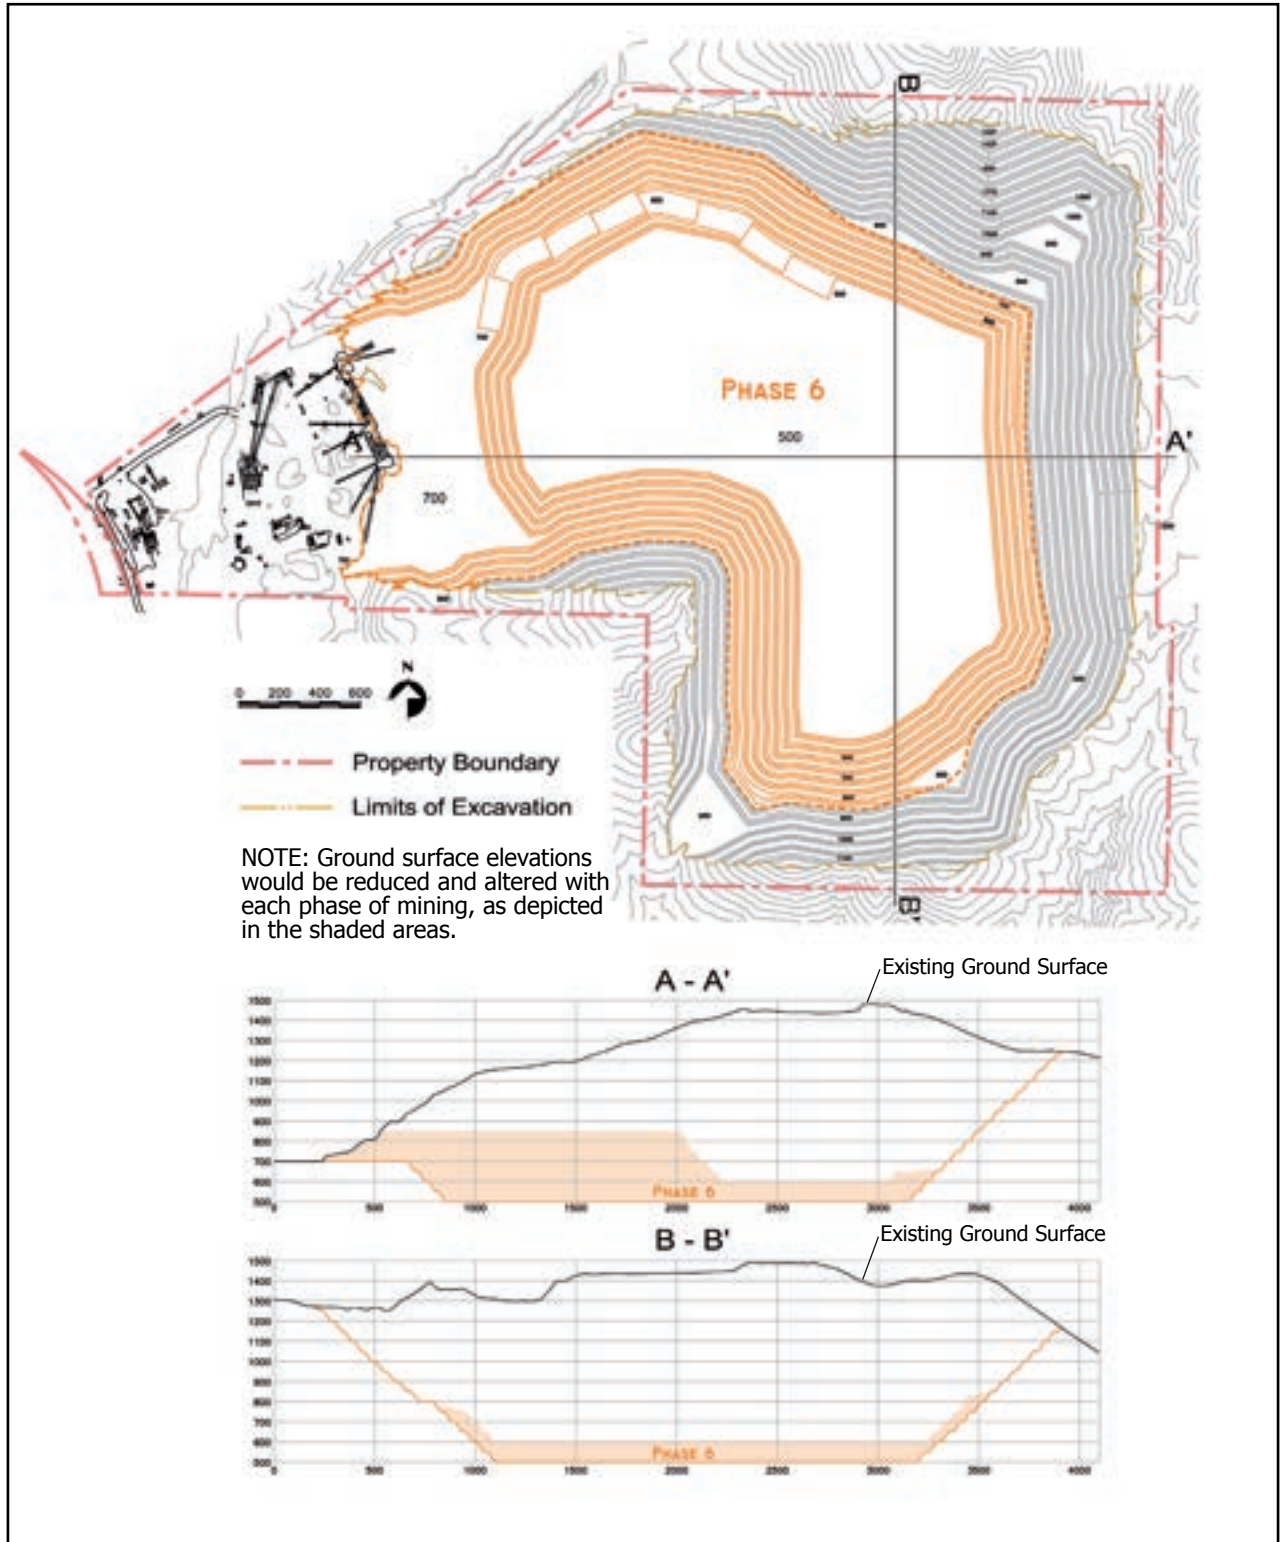 B
PHASE 6
500
A
A'
700
N
0 200 400 600
Property Boundary
Limits of Excavation
NOTE: Ground surface elevations
would be reduced and altered with
each phase of mining, as depicted
in the shaded areas.
B'
A - A'
Existing Ground Surface
1500
1400
1300
1200
1100
1000
900
800
700
600
500
PHASE 6
0 500 1000 1500 2000 2500 3000 3500 4000
B - B'
Existing Ground Surface
1500
1400
1300
1200
1100
1000
900
800
700
600
500
PHASE 6
0 500 1000 1500 2000 2500 3000 3500 4000